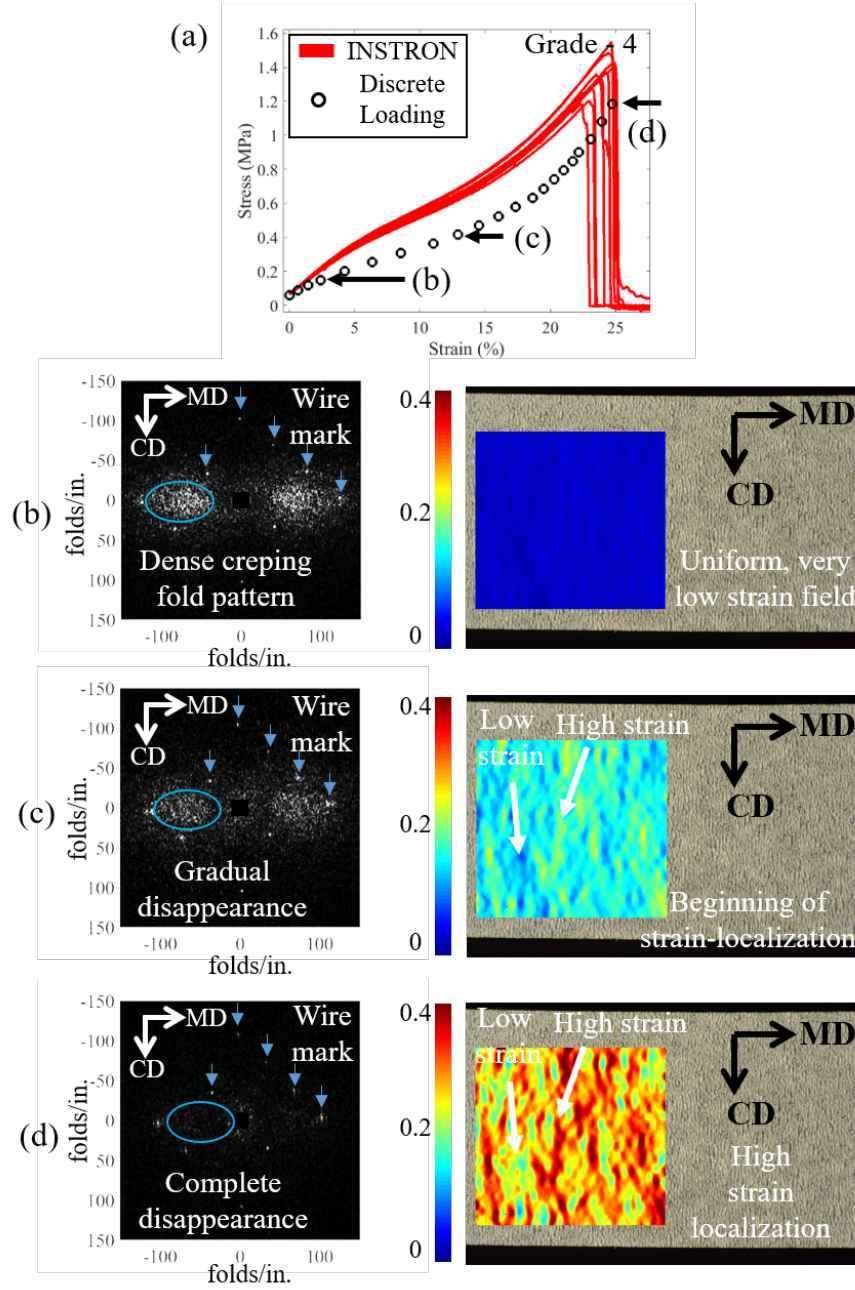 (a)
Grade - 4
INSTRON
Discrete
Loading
1.6
1.4
1.2
1.0
0.8
0.6
0.4
0.2
0
Stress (MPa)
0
5
10
15
20
25
Strain (%)
(b)
(c)
(d)
(b)
-150
-100
-50
0
50
100
150
folds/in.
MD
CD
Wire
mark
Dense creping
fold pattern
-100
0
100
folds/in.
0.4
0.2
0
MD
CD
Uniform, very
low strain field
(c)
-150
-100
-50
0
50
100
150
folds/in.
MD
CD
Wire
mark
Gradual
disappearance
-100
0
100
folds/in.
0.4
0.2
0
Low
strain
High strain
MD
CD
Beginning of
strain-localization
(d)
-150
-100
-50
0
50
100
150
folds/in.
MD
CD
Wire
mark
Complete
disappearance
-100
0
100
folds/in.
0.4
0.2
0
Low
strain
High strain
MD
CD
High
strain
localization